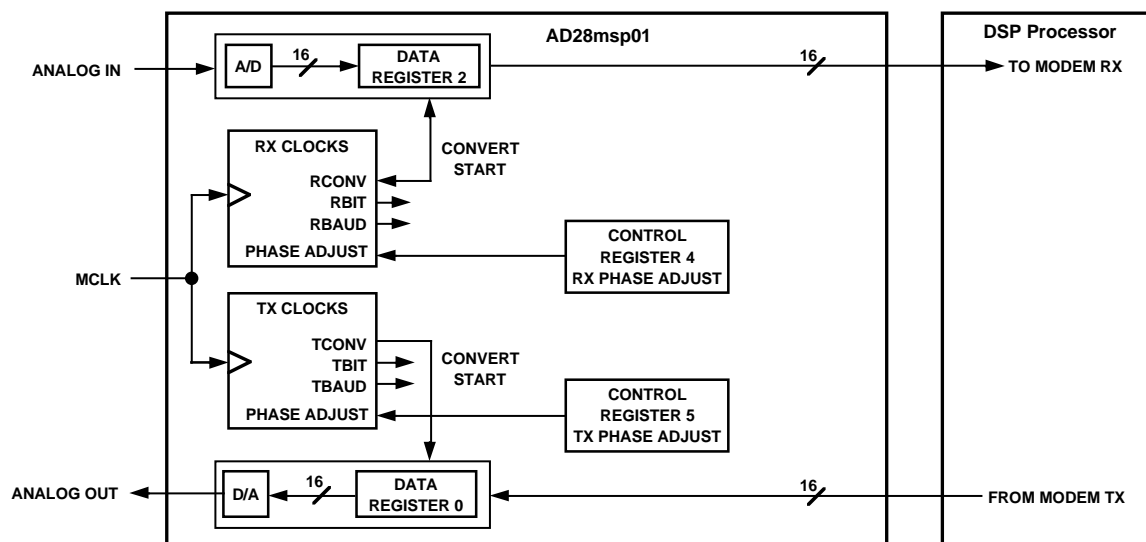 AD28msp01
DSP Processor
ANALOG IN
A/D
16
DATA
REGISTER 2
16
TO MODEM RX
RX CLOCKS
RCONV
RBIT
RBAUD
PHASE ADJUST
CONVERT
START
CONTROL
REGISTER 4
RX PHASE ADJUST
MCLK
TX CLOCKS
TCONV
TBIT
TBAUD
PHASE ADJUST
CONVERT
START
CONTROL
REGISTER 5
TX PHASE ADJUST
ANALOG OUT
D/A
16
DATA
REGISTER 0
16
FROM MODEM TX